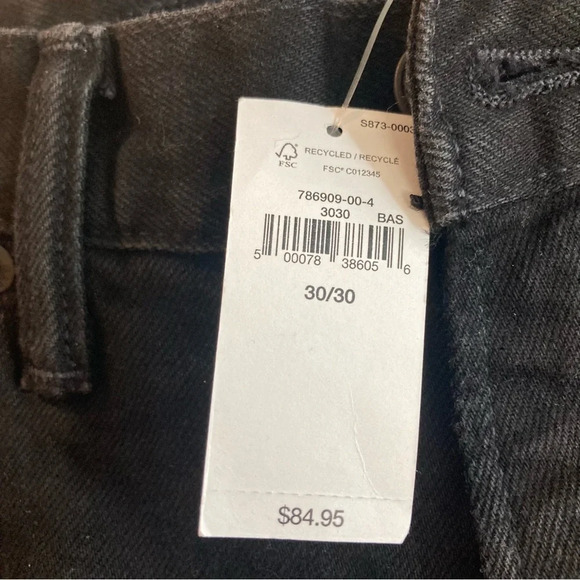 S873-0003
RECYCLED / RECYCLÉ
FSC
FSC® C012345
786909-00-4
3030 BAS
5 00078 38605 6
30/30
$84.95